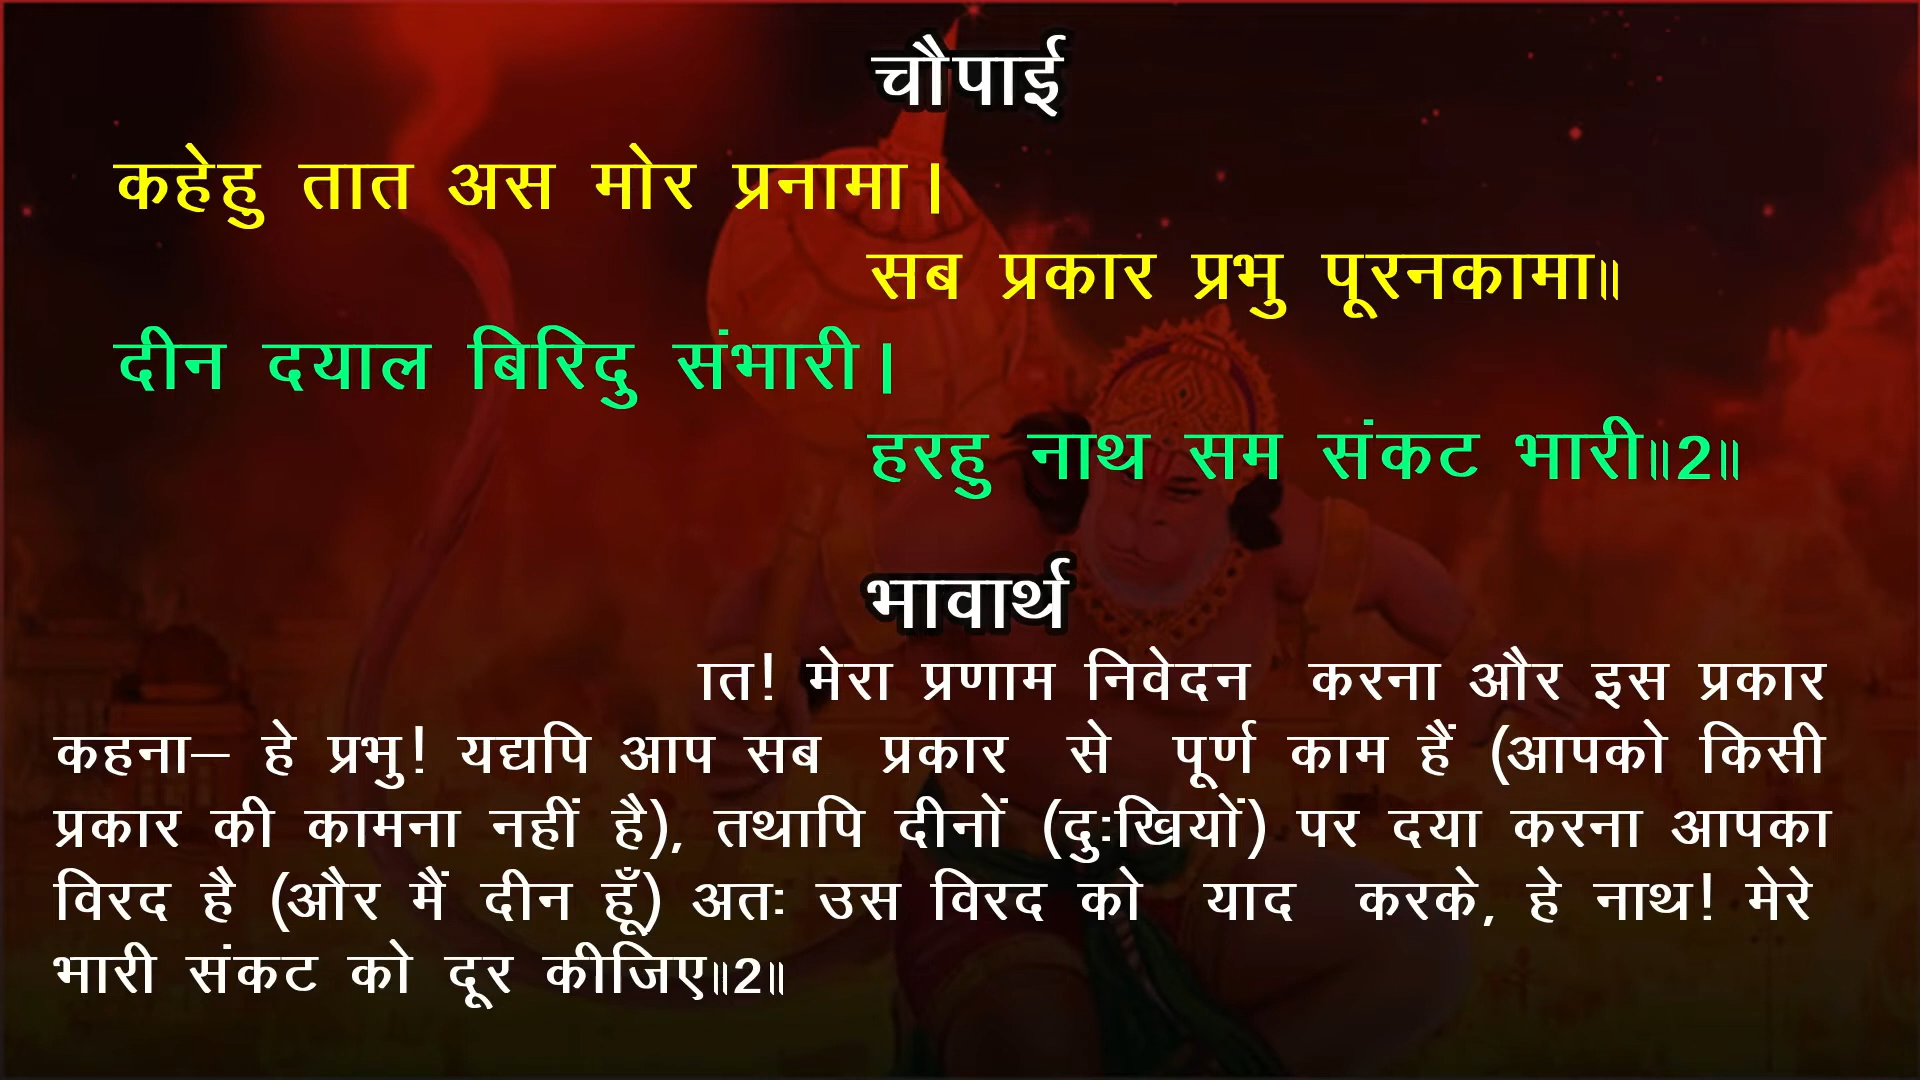 चौपाई
कहेहु तात अस मोर प्रनामा।
सब प्रकार प्रभु पूरनकामा॥
दीन दयाल बिरिदु संभारी।
हरहु नाथ सम संकट भारी॥2॥
भावार्थ
ात! मेरा प्रणाम निवेदन करना और इस प्रकार
कहना— हे प्रभु! यद्यपि आप सब प्रकार से पूर्ण काम हैं (आपको किसी
प्रकार की कामना नहीं है), तथापि दीनों (दुःखियों) पर दया करना आपका
विरद है (और मैं दीन हूँ) अतः उस विरद को याद करके, हे नाथ! मेरे
भारी संकट को दूर कीजिए॥2॥